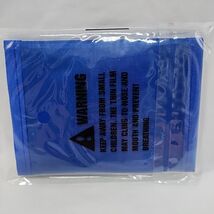 WARNING
KEEP AWAY FROM SMALL
CHILDREN. THE THIN FILM
MAY CLING TO NOSE AND
MOUTH AND PREVENT
BREATHING.